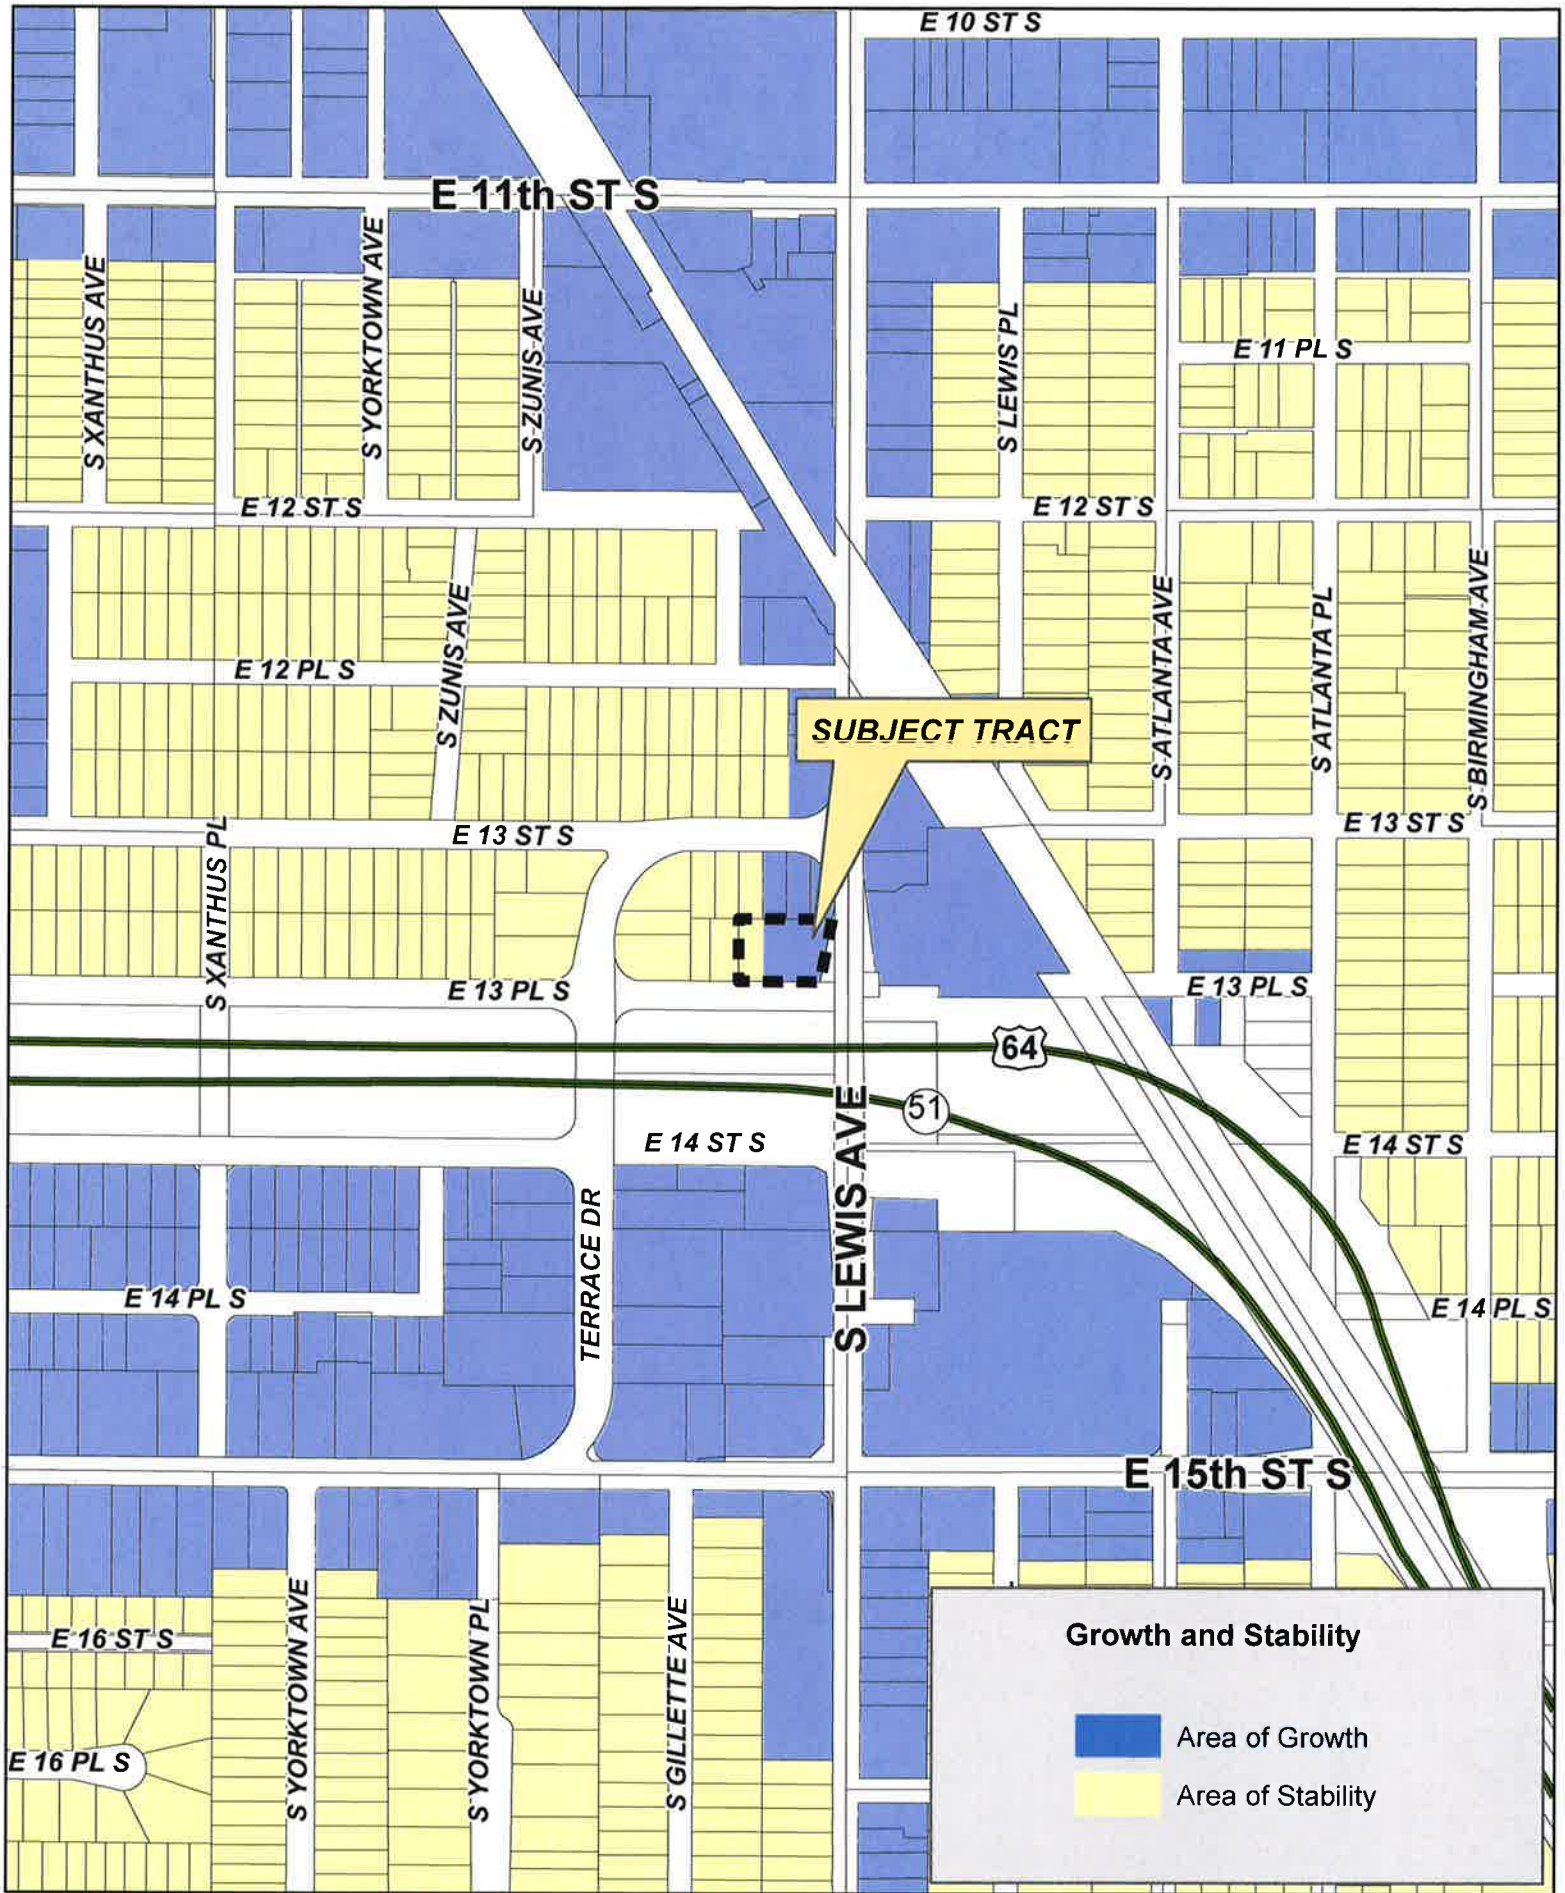 E 10 ST S
E 11th ST S
S XANTHUS AVE
S YORKTOWN AVE
S ZUNIS AVE
S LEWIS PL
E 11 PL S
E 12 ST S
E 12 ST S
S ZUNIS AVE
S ATLANTA AVE
S ATLANTA PL
S BIRMINGHAM AVE
E 12 PL S
SUBJECT TRACT
E 13 ST S
E 13 ST S
S XANTHUS PL
E 13 PL S
E 13 PL S
64
51
S LEWIS AVE
E 14 ST S
E 14 ST S
TERRACE DR
E 14 PL S
E 14 PL S
E 15th ST S
E 16 ST S
S YORKTOWN AVE
S YORKTOWN PL
S GILLETTE AVE
E 16 PL S
Growth and Stability
Area of Growth
Area of Stability